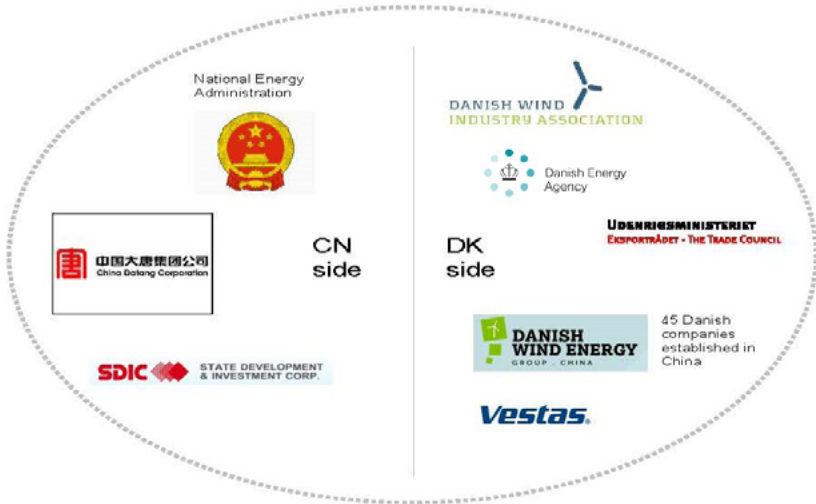 National Energy
Administration
中国大唐集团公司
China Datang Corporation
CN
side
SDIC
STATE DEVELOPMENT
& INVESTMENT CORP.
DANISH WIND
INDUSTRY ASSOCIATION
Danish Energy
Agency
UDENRIGSMINISTERIET
EKSPORTRÅDET - THE TRADE COUNCIL
DK
side
DANISH
WIND ENERGY
GROUP . CHINA
45 Danish
companies
established in
China
Vestas®